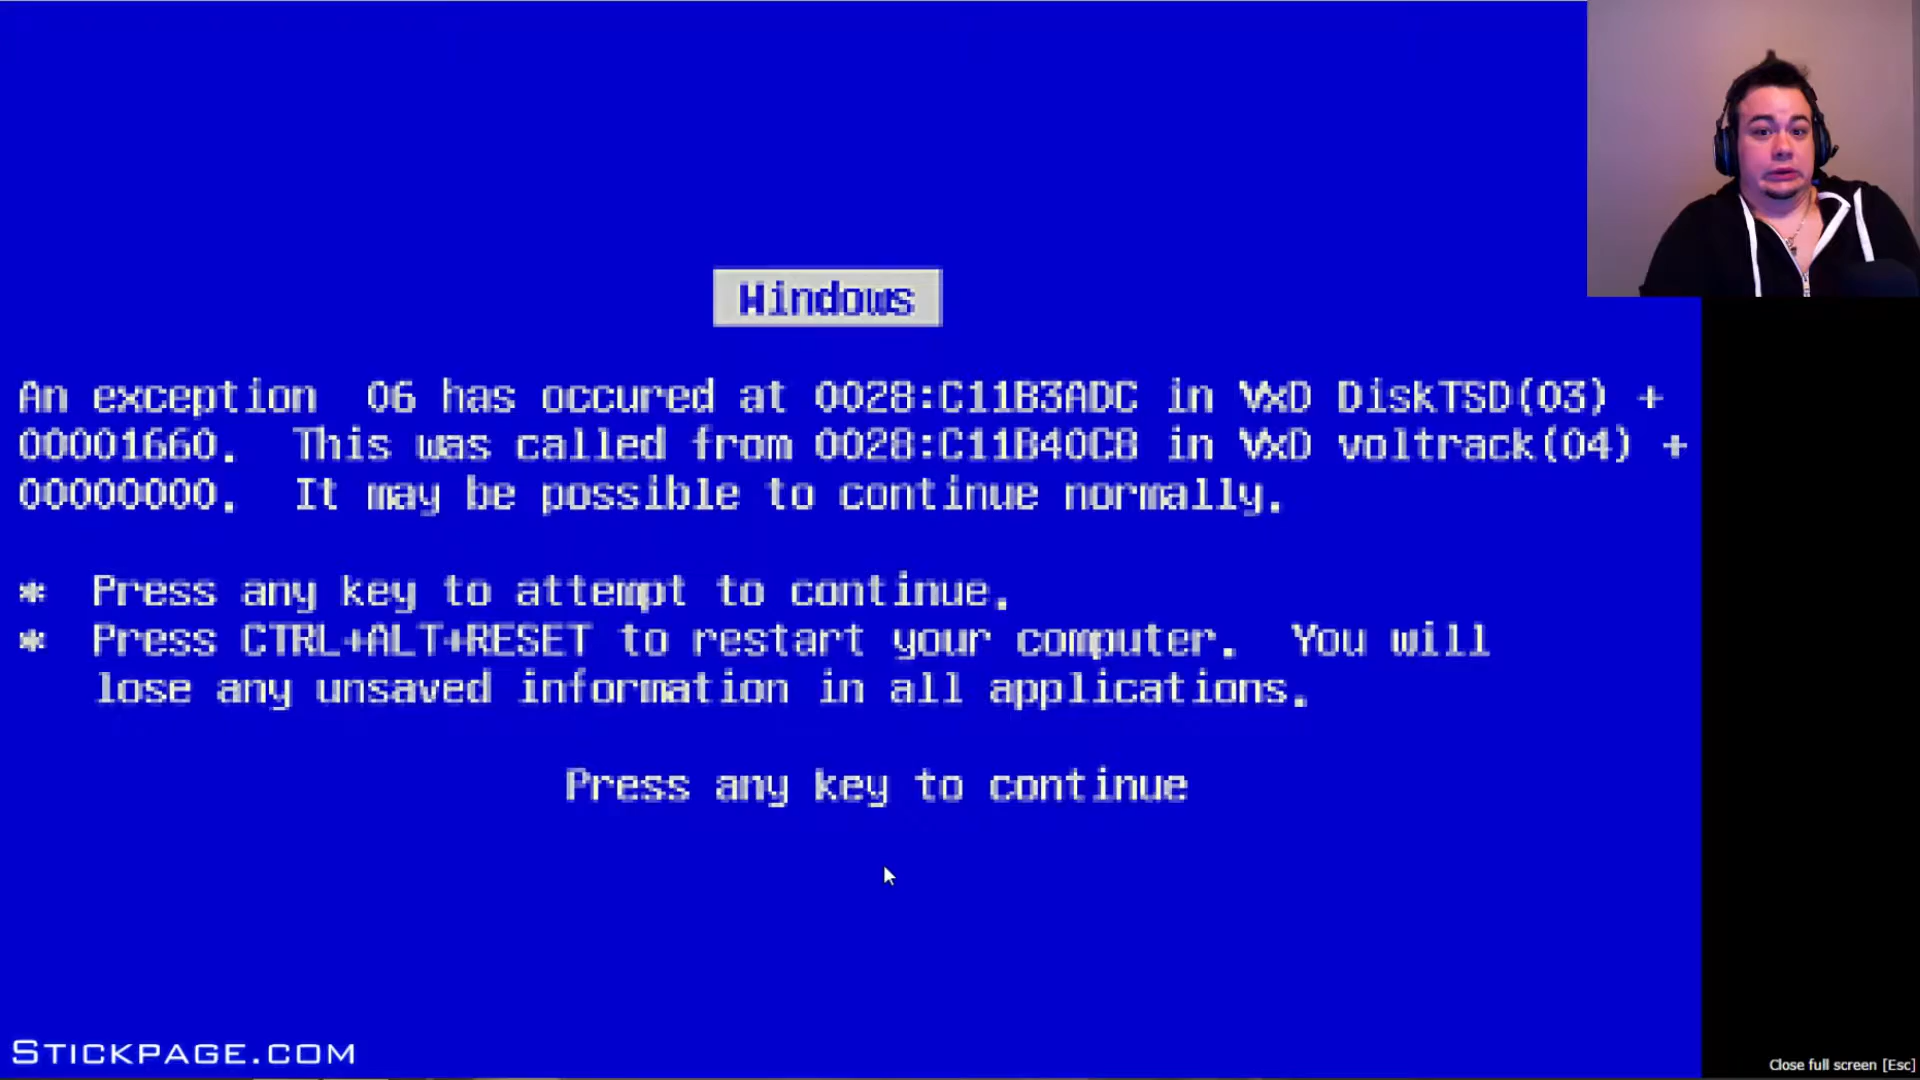 Windows
An exception 06 has occured at 0028:C11B3ADC in VxD DiskTSD(03) +
00001660. This was called from 0028:C11B40C8 in VxD voltrack(04) +
00000000. It may be possible to continue normally.
* Press any key to attempt to continue.
* Press CTRL+ALT+RESET to restart your computer. You will
lose any unsaved information in all applications.
Press any key to continue
STICKPAGE.COM
Close full screen [Esc]